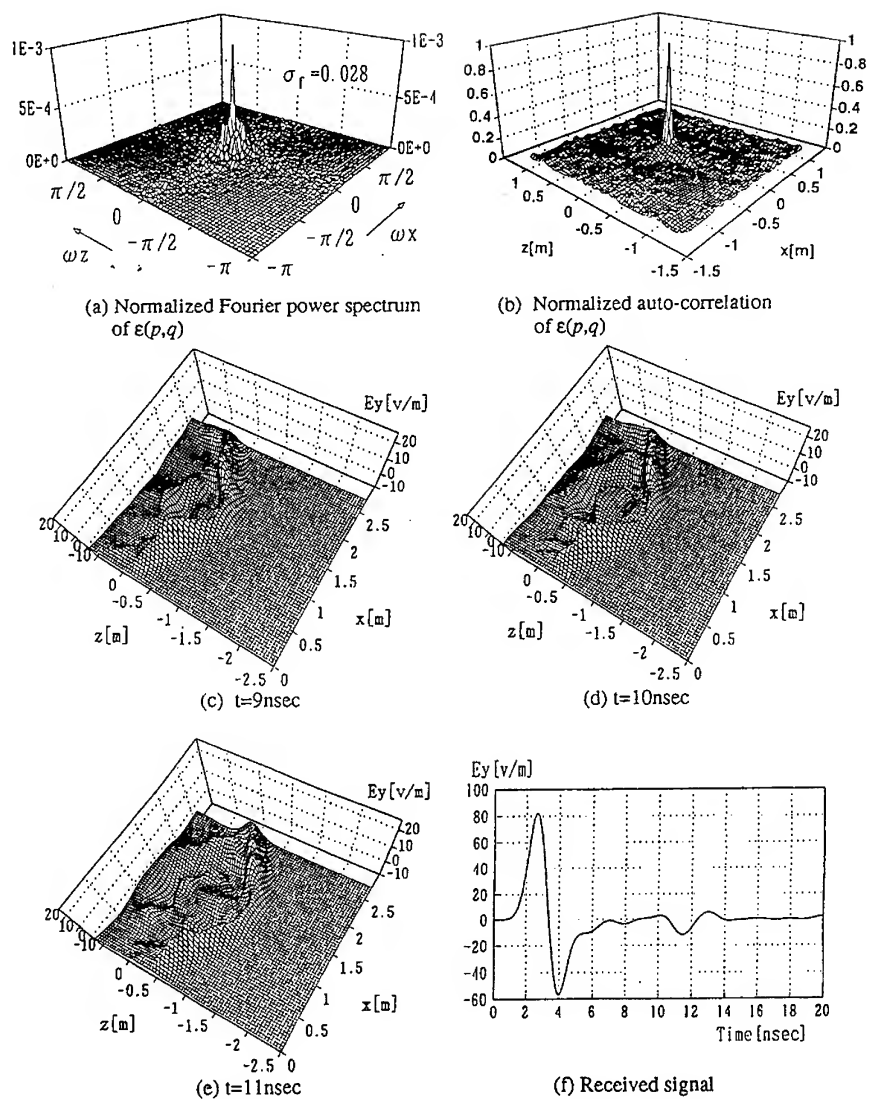 1E-3
5E-4
0E+0
1E-3
5E-4
0E+0
σr=0.028
π/2
0
-π/2
-π
ωz
π/2
0
-π/2
-π
ωx
(a) Normalized Fourier power spectrum
of ε(p,q)
1
0.8
0.6
0.4
0.2
0
1
0.8
0.6
0.4
0.2
0
1
0.5
0
-0.5
-1
-1.5
z[m]
1
0.5
0
-0.5
-1
-1.5
x[m]
(b) Normalized auto-correlation
of ε(p,q)
Ey[v/m]
20
10
0
-10
20
10
0
-10
0
-0.5
-1
-1.5
-2
-2.5
z[m]
2.5
2
1.5
1
0.5
0
x[m]
(c) t=9nsec
Ey[v/m]
20
10
0
-10
20
10
0
-10
0
-0.5
-1
-1.5
-2
-2.5
z[m]
2.5
2
1.5
1
0.5
0
x[m]
(d) t=10nsec
Ey[v/m]
20
10
0
-10
20
10
0
-10
0
-0.5
-1
-1.5
-2
-2.5
z[m]
2.5
2
1.5
1
0.5
0
x[m]
(e) t=11nsec
Ey[v/m]
100
80
60
40
20
0
-20
-40
-60
0 2 4 6 8 10 12 14 16 18 20
Time[nsec]
(f) Received signal